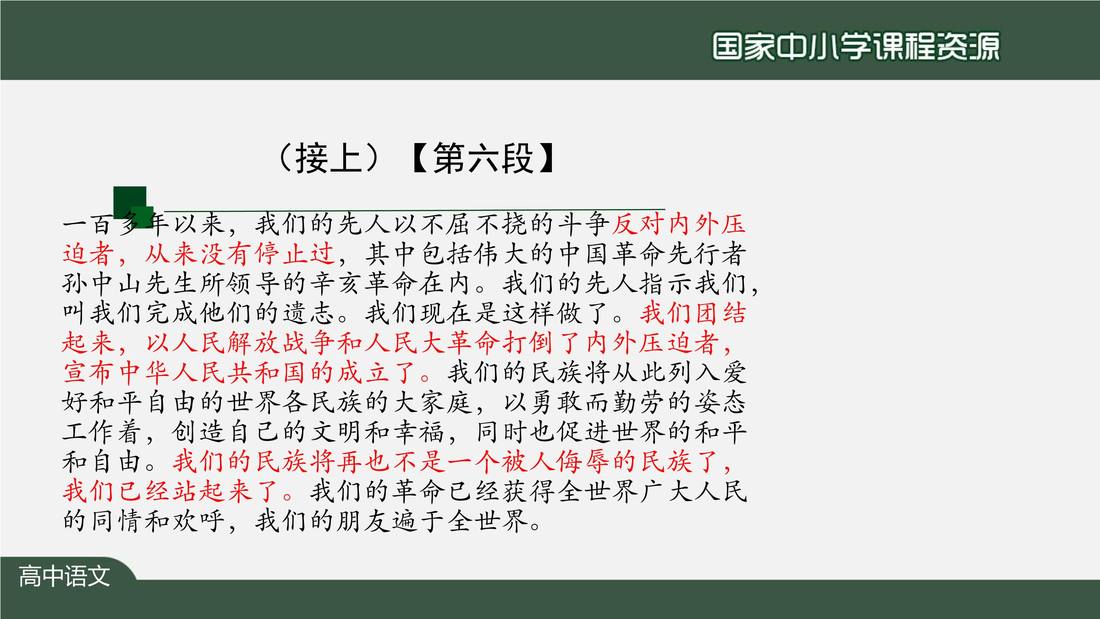 国家中小学课程资源
（接上）【第六段】
一百多年以来，我们的先人以不屈不挠的斗争反对内外压
迫者，从来没有停止过，其中包括伟大的中国革命先行者
孙中山先生所领导的辛亥革命在内。我们的先人指示我们，
叫我们完成他们的遗志。我们现在是这样做了。我们团结
起来，以人民解放战争和人民大革命打倒了内外压迫者，
宣布中华人民共和国的成立了。我们的民族将从此列入爱
好和平自由的世界各民族的大家庭，以勇敢而勤劳的姿态
工作着，创造自己的文明和幸福，同时也促进世界的和平
和自由。我们的民族将再也不是一个被人侮辱的民族了，
我们已经站起来了。我们的革命已经获得全世界广大人民
的同情和欢呼，我们的朋友遍于全世界。
高中语文